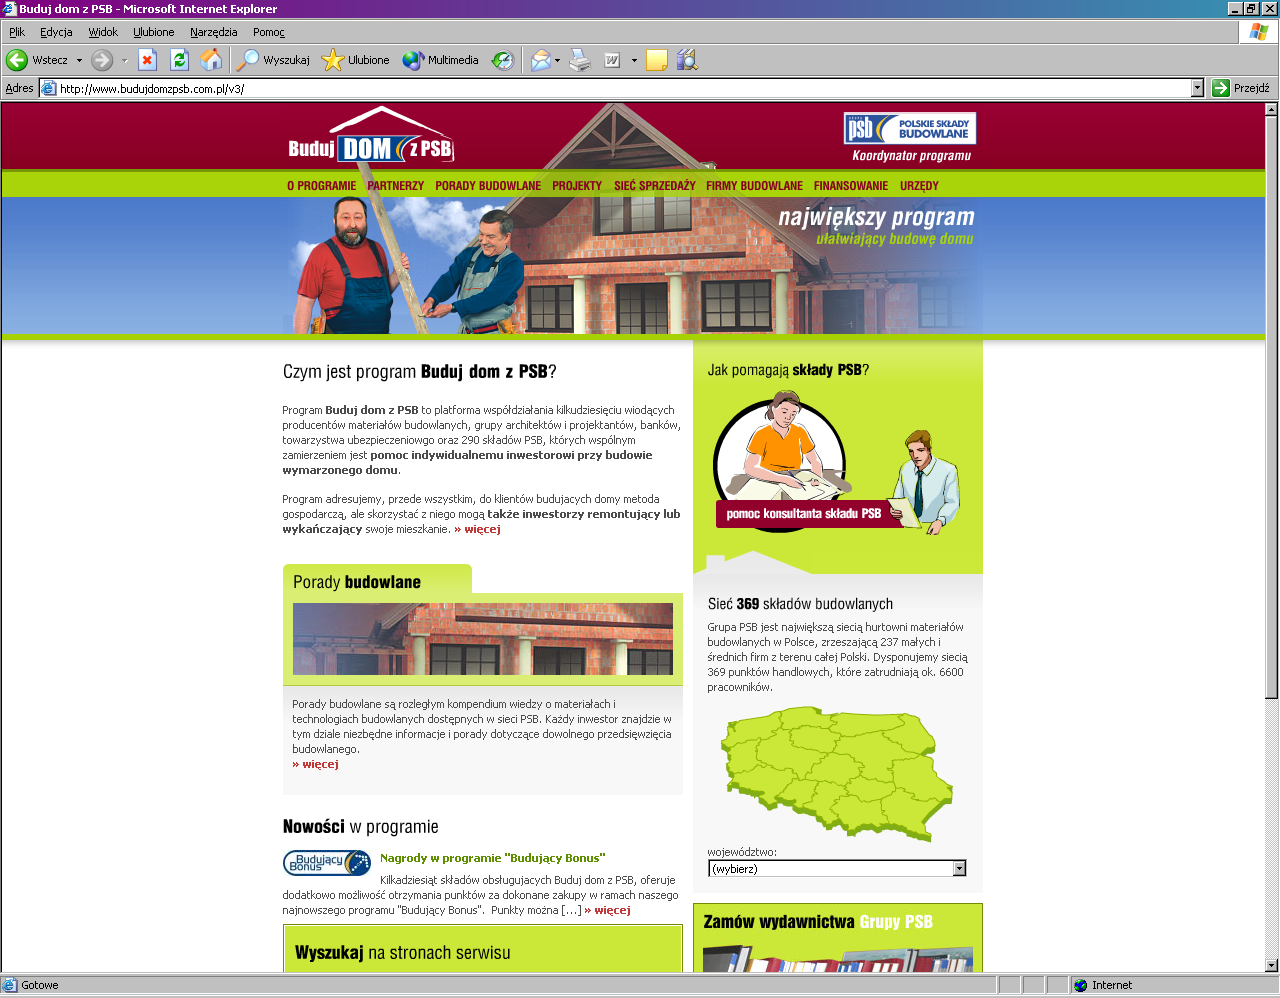 Buduj dom z PSB - Microsoft Internet Explorer
Plik Edycja Widok Ulubione Narzędzia Pomoc
Wstecz Wyszukaj Ulubione Multimedia
Adres http://www.budujdomzpsb.com.pl/v3/ Przejdź
Buduj DOM z PSB
GRUPA psb POLSKIE SKŁADY BUDOWLANE
Koordynator programu
O PROGRAMIE PARTNERZY PORADY BUDOWLANE PROJEKTY SIEĆ SPRZEDAŻY FIRMY BUDOWLANE FINANSOWANIE URZĘDY
największy program
ułatwiający budowę domu
Czym jest program Buduj dom z PSB?
Program Buduj dom z PSB to platforma współdziałania kilkudziesięciu wiodących
producentów materiałów budowlanych, grupy architektów i projektantów, banków,
towarzystwa ubezpieczeniowgo oraz 290 składów PSB, których wspólnym
zamierzeniem jest pomoc indywidualnemu inwestorowi przy budowie
wymarzonego domu.
Program adresujemy, przede wszystkim, do klientów budujacych domy metoda
gospodarczą, ale skorzystać z niego mogą także inwestorzy remontujący lub
wykańczający swoje mieszkanie. » więcej
Porady budowlane
Porady budowlane są rozległym kompendium wiedzy o materiałach i
technologiach budowlanych dostępnych w sieci PSB. Każdy inwestor znajdzie w
tym dziale niezbędne informacje i porady dotyczące dowolnego przedsięwzięcia
budowlanego.
» więcej
Nowości w programie
Budujący Bonus
Nagrody w programie "Budujący Bonus"
Kilkadziesiąt składów obsługujacych Buduj dom z PSB, oferuje
dodatkowo możliwość otrzymania punktów za dokonane zakupy w ramach naszego
najnowszego programu "Budujący Bonus". Punkty można [...] » więcej
Wyszukaj na stronach serwisu
Jak pomagają składy PSB?
pomoc konsultanta składu PSB
Sieć 369 składów budowlanych
Grupa PSB jest największą siecią hurtowni materiałów
budowlanych w Polsce, zrzeszającą 237 małych i
średnich firm z terenu całej Polski. Dysponujemy siecią
369 punktów handlowych, które zatrudniają ok. 6600
pracowników.
województwo:
(wybierz)
Zamów wydawnictwa Grupy PSB
Gotowe Internet